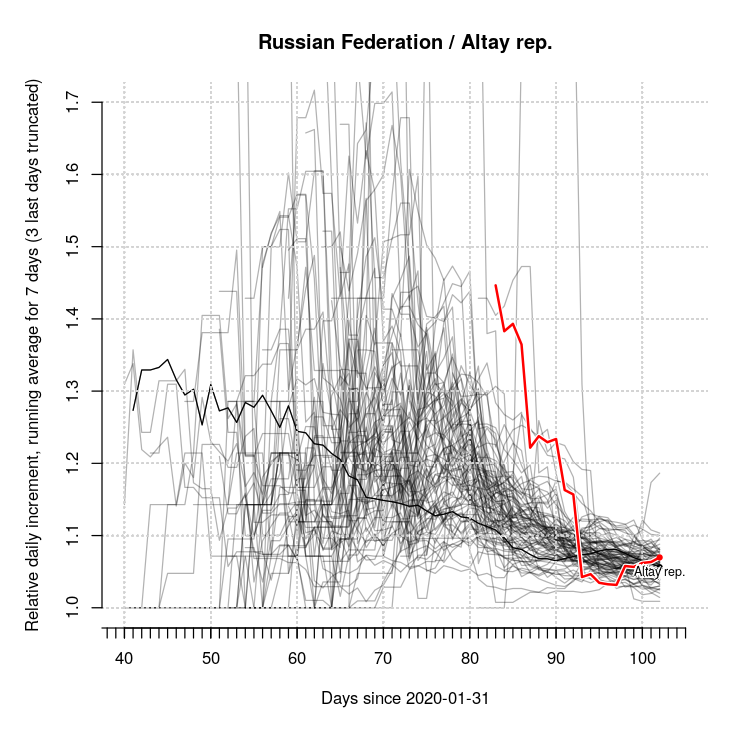 Russian Federation / Altay rep.
Relative daily increment, running average for 7 days (3 last days truncated)
1.7
1.6
1.5
1.4
1.3
1.2
1.1
1.0
Altay rep.
40 50 60 70 80 90 100
Days since 2020-01-31